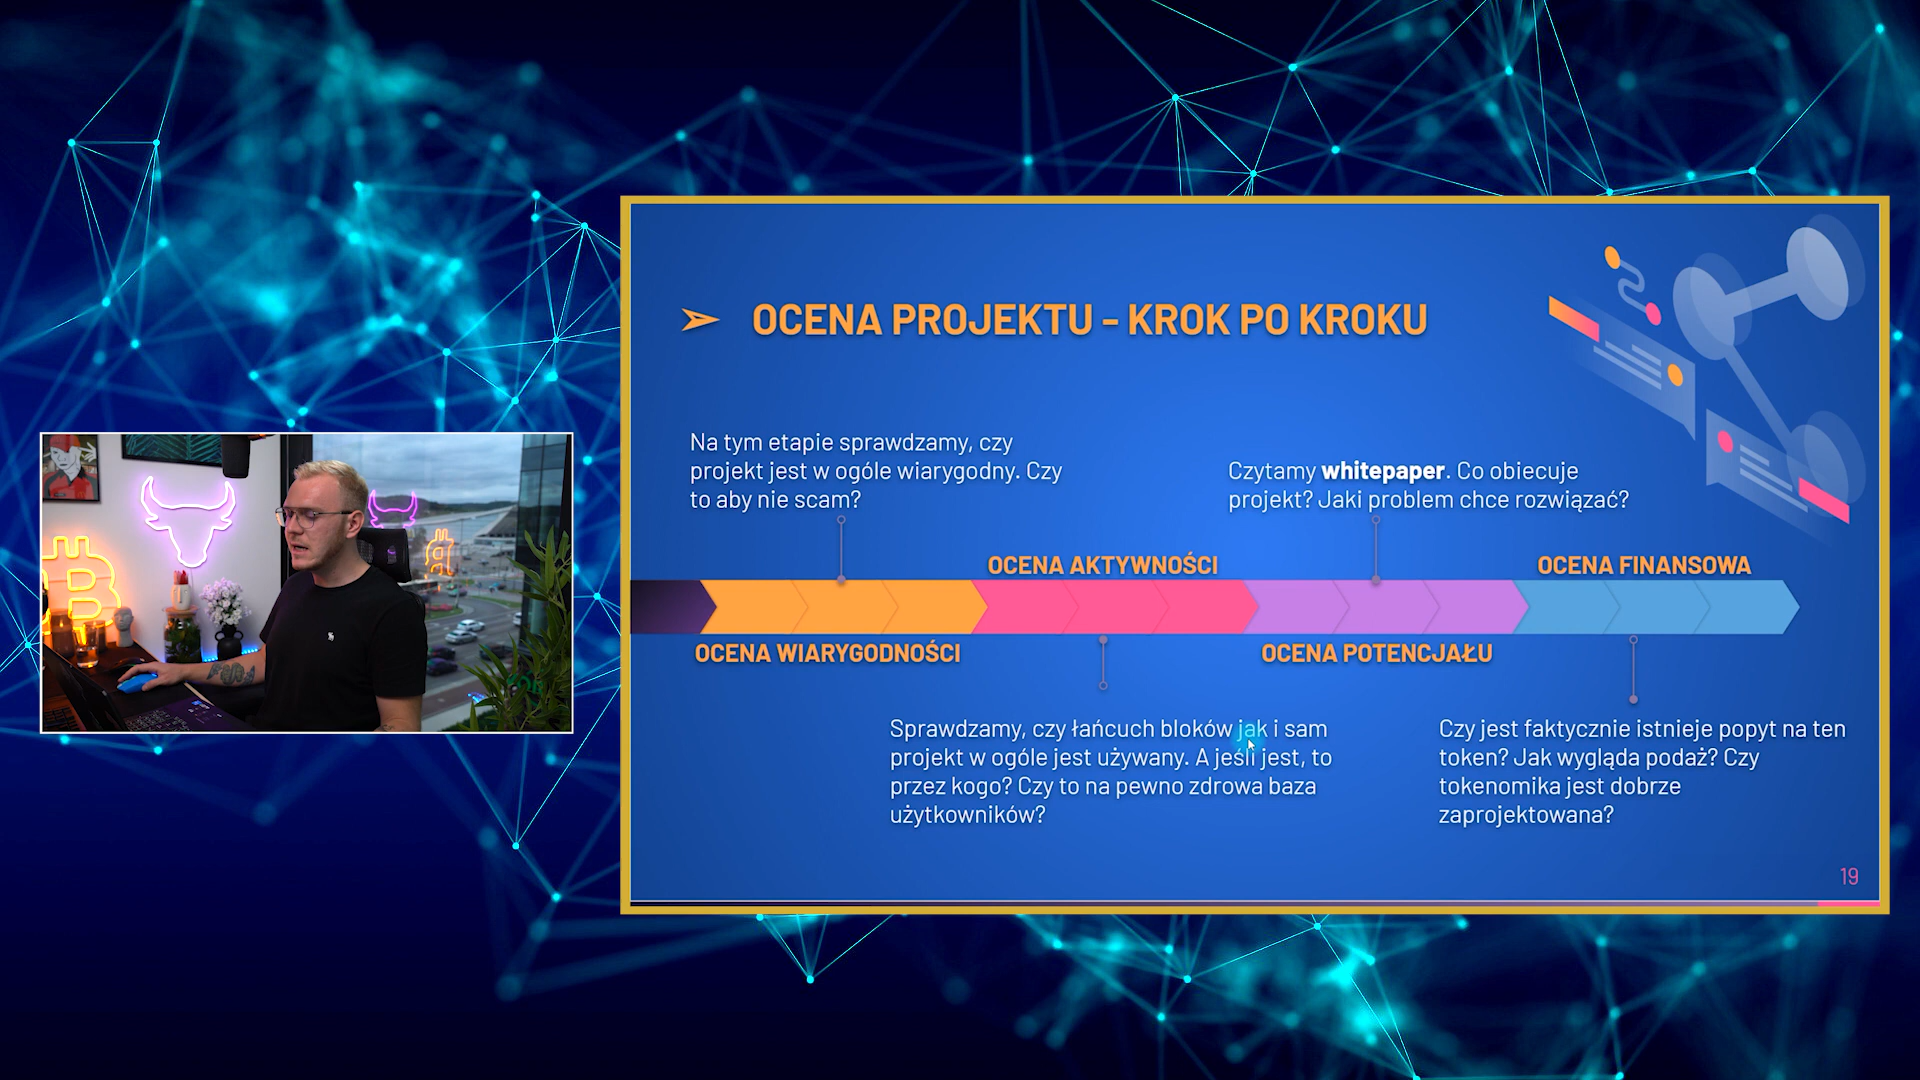 ➢ OCENA PROJEKTU - KROK PO KROKU
Na tym etapie sprawdzamy, czy
projekt jest w ogóle wiarygodny. Czy
to aby nie scam?
Czytamy whitepaper. Co obiecuje
projekt? Jaki problem chce rozwiązać?
OCENA AKTYWNOŚCI
OCENA FINANSOWA
OCENA WIARYGODNOŚCI
OCENA POTENCJAŁU
Sprawdzamy, czy łańcuch bloków jak i sam
projekt w ogóle jest używany. A jeśli jest, to
przez kogo? Czy to na pewno zdrowa baza
użytkowników?
Czy jest faktycznie istnieje popyt na ten
token? Jak wygląda podaż? Czy
tokenomika jest dobrze
zaprojektowana?
19